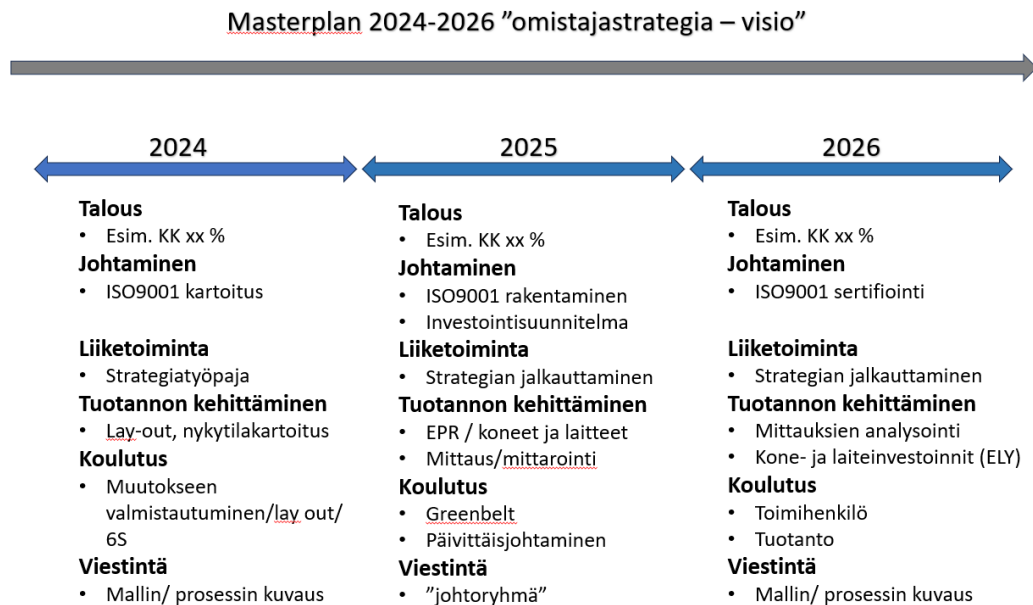 Masterplan 2024-2026 ”omistajastrategia – visio”
2024
Talous
• Esim. KK xx %
Johtaminen
• ISO9001 kartoitus
Liiketoiminta
• Strategiatyöpaja
Tuotannon kehittäminen
• Lay-out, nykytilakartoitus
Koulutus
• Muutokseen
valmistautuminen/lay out/
6S
Viestintä
• Mallin/ prosessin kuvaus
2025
Talous
• Esim. KK xx %
Johtaminen
• ISO9001 rakentaminen
• Investointisuunnitelma
Liiketoiminta
• Strategian jalkauttaminen
Tuotannon kehittäminen
• EPR / koneet ja laitteet
• Mittaus/mittarointi
Koulutus
• Greenbelt
• Päivittäisjohtaminen
Viestintä
• ”johtoryhmä”
2026
Talous
• Esim. KK xx %
Johtaminen
• ISO9001 sertifiointi
Liiketoiminta
• Strategian jalkauttaminen
Tuotannon kehittäminen
• Mittauksien analysointi
• Kone- ja laiteinvestoinnit (ELY)
Koulutus
• Toimihenkilö
• Tuotanto
Viestintä
• Mallin/ prosessin kuvaus